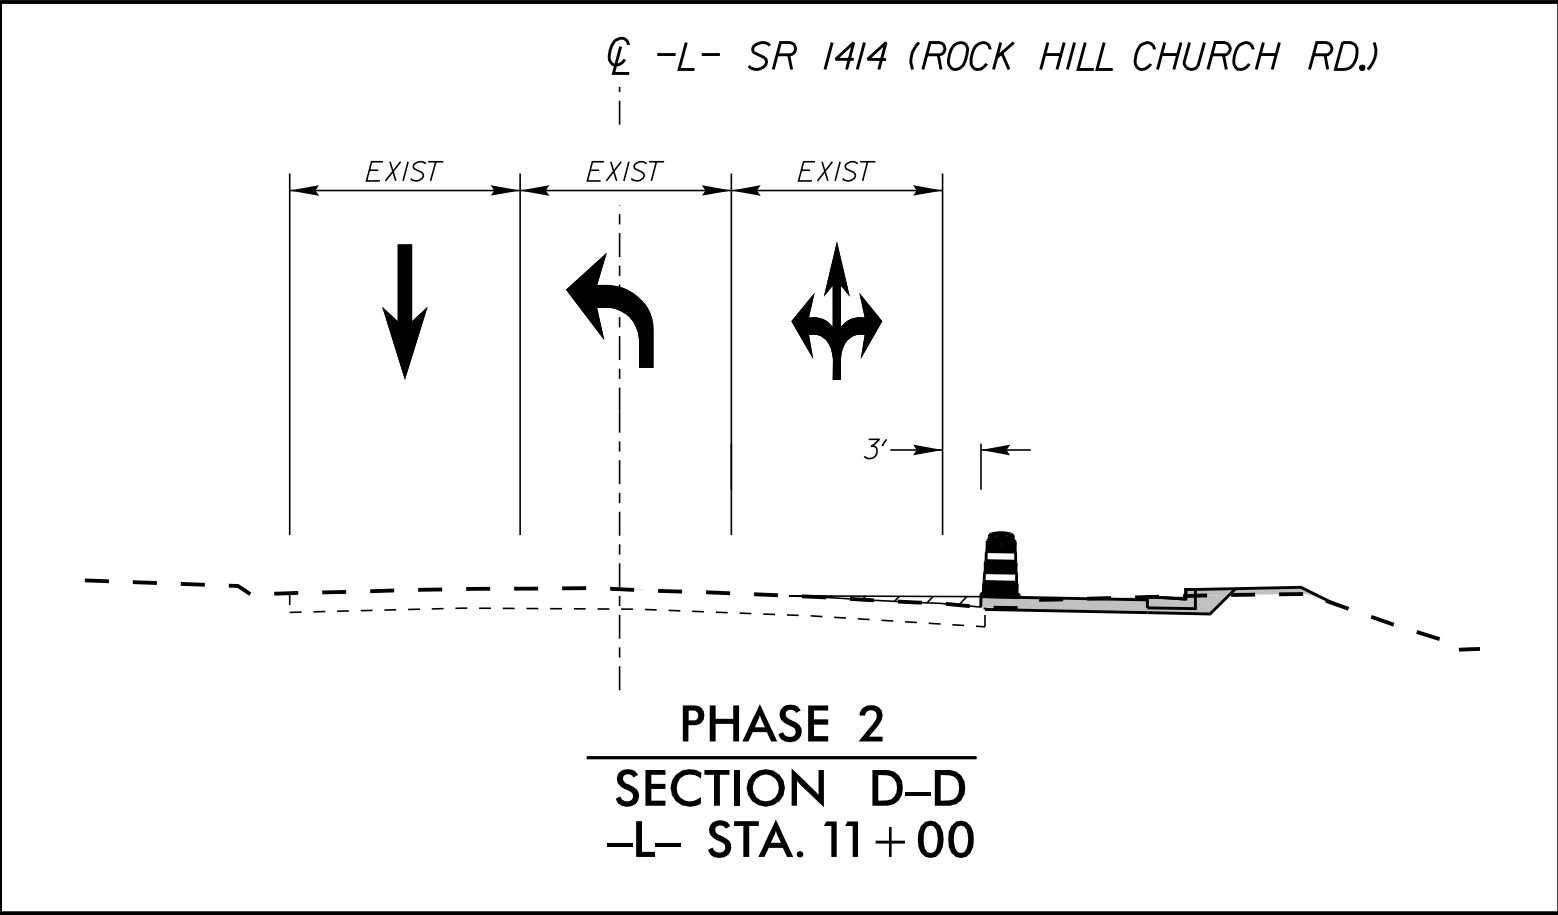 ℄ -L- SR 1414 (ROCK HILL CHURCH RD.)
EXIST EXIST EXIST
3'
PHASE 2
SECTION D-D
-L- STA. 11+00